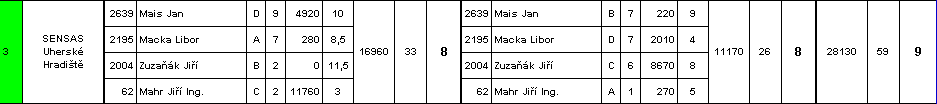 2639 Mais Jan D 9 4920 10 2639 Mais Jan B 7 220 9
2195 Macka Libor A 7 280 8,5 2195 Macka Libor D 7 2010 4
3 SENSAS Uherské Hradiště 16960 33 8 11170 26 8 28130 59 9
2004 Zuzaňák Jiří B 2 0 11,5 2004 Zuzaňák Jiří C 6 8670 8
62 Mahr Jiří Ing. C 2 11760 3 62 Mahr Jiří Ing. A 1 270 5